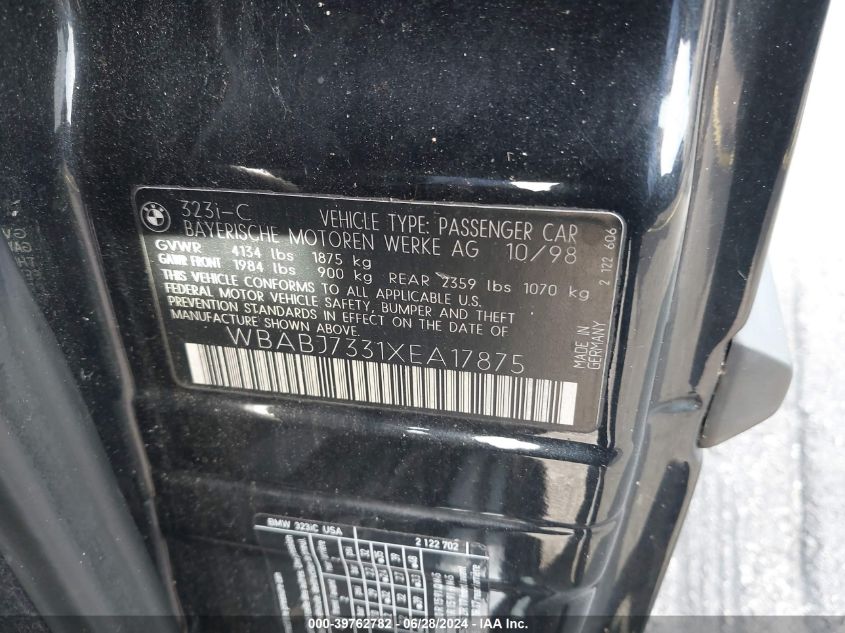 323i-C VEHICLE TYPE: PASSENGER CAR
BAYERISCHE MOTOREN WERKE AG 10/98
GVWR 4134 lbs 1875 kg
GAWR FRONT 1984 lbs 900 kg REAR 2359 lbs 1070 kg
THIS VEHICLE CONFORMS TO ALL APPLICABLE U.S.
FEDERAL MOTOR VEHICLE SAFETY, BUMPER AND THEFT
PREVENTION STANDARDS IN EFFECT ON THE DATE OF
MANUFACTURE SHOWN ABOVE.
WBABJ7331XEA17875
2 122 606
MADE IN
GERMANY
BMW 323iC USA
2 122 702
00-39762782 - 06/28/2024 - IAA Inc.